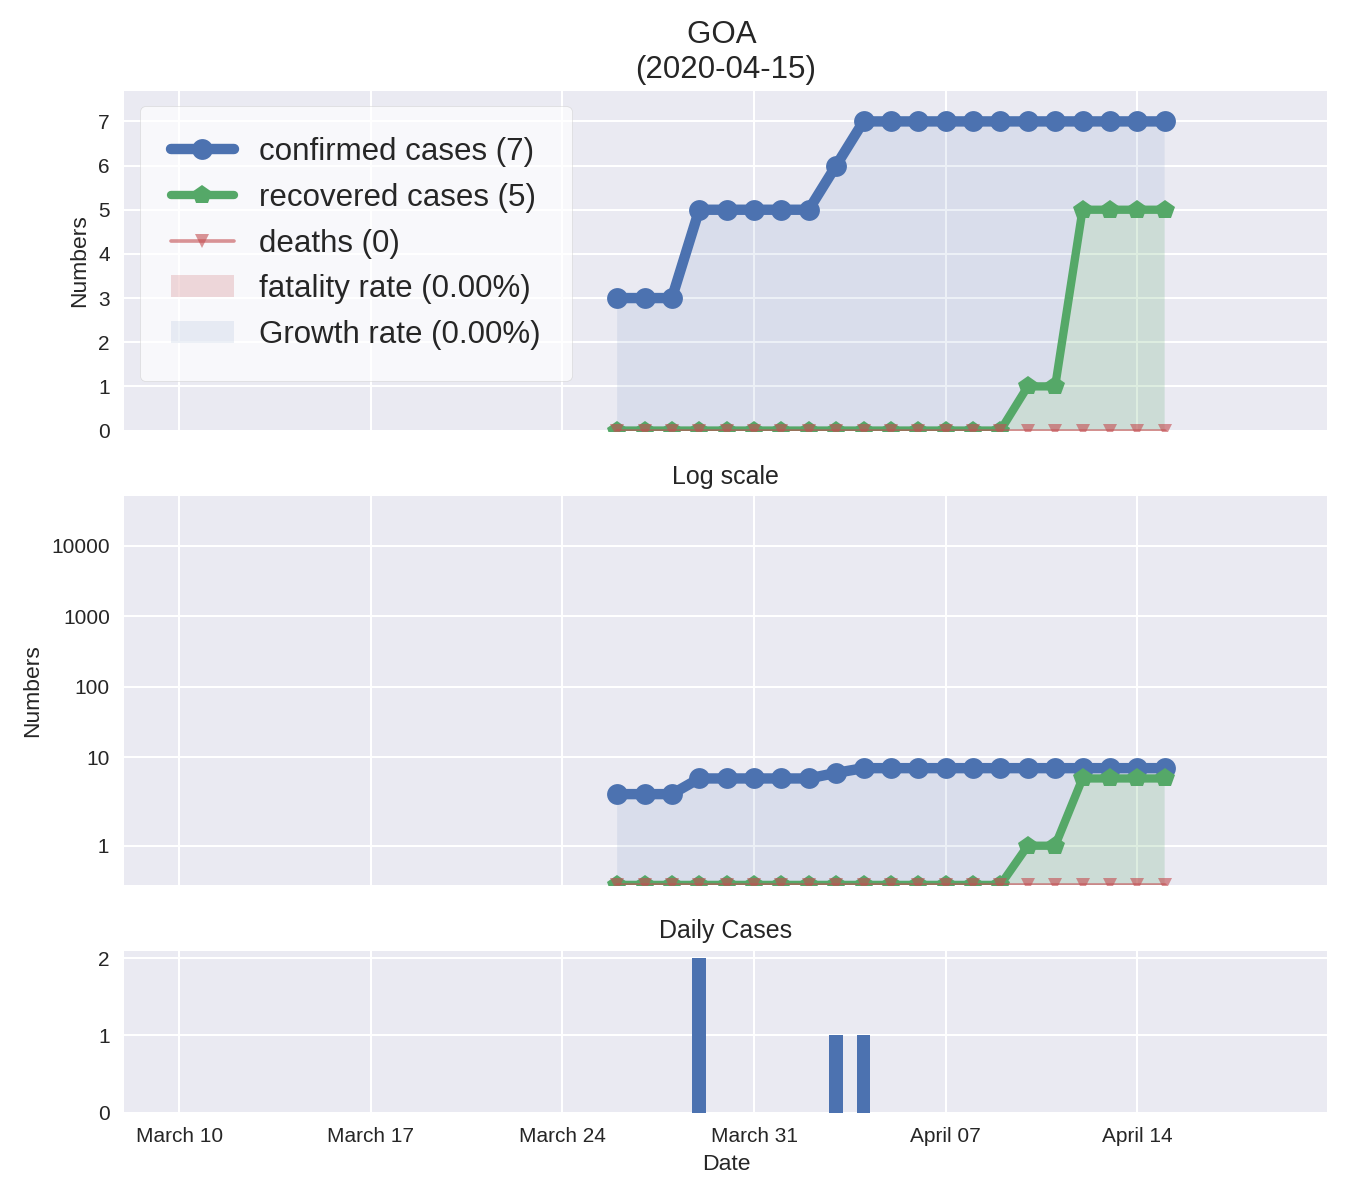 GOA
(2020-04-15)
7
6
5
4
3
2
1
0
Numbers
confirmed cases (7)
recovered cases (5)
deaths (0)
fatality rate (0.00%)
Growth rate (0.00%)
Log scale
10000
1000
100
10
1
Numbers
Daily Cases
2
1
0
March 10 March 17 March 24 March 31 April 07 April 14
Date